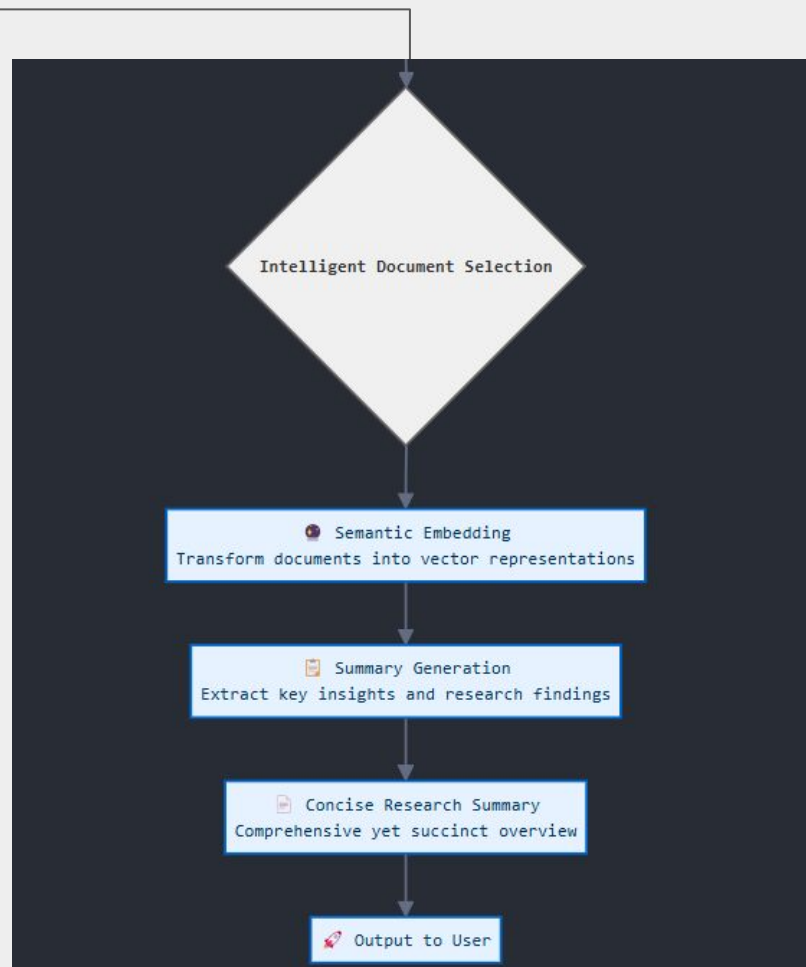 Intelligent Document Selection
🔮 Semantic Embedding
Transform documents into vector representations
📋 Summary Generation
Extract key insights and research findings
📄 Concise Research Summary
Comprehensive yet succinct overview
🚀 Output to User